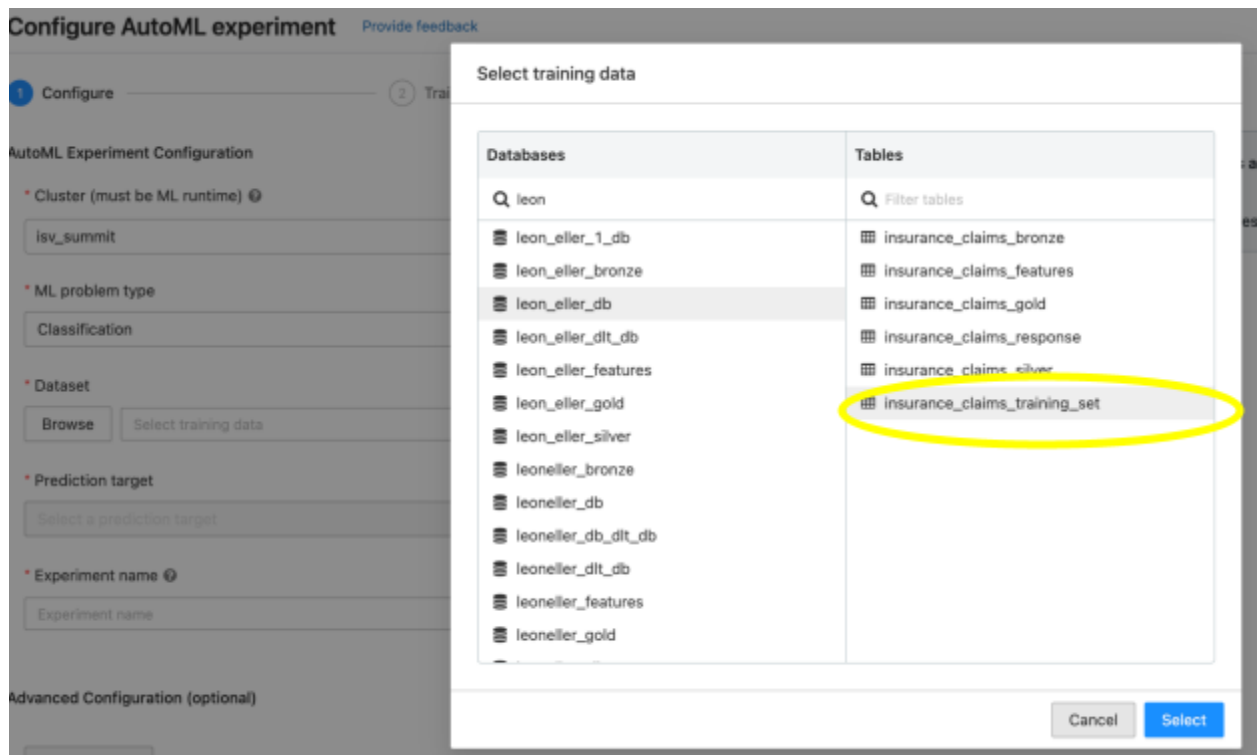 Configure AutoML experiment Provide feedback
Select training data
1 Configure 2 Trai
AutoML Experiment Configuration
* Cluster (must be ML runtime)
isv_summit
* ML problem type
Classification
* Dataset
Browse Select training data
* Prediction target
Select a prediction target
* Experiment name
Experiment name
Advanced Configuration (optional)
Databases
leon
leon_eller_1_db
leon_eller_bronze
leon_eller_db
leon_eller_dlt_db
leon_eller_features
leon_eller_gold
leon_eller_silver
leoneller_bronze
leoneller_db
leoneller_db_dlt_db
leoneller_dlt_db
leoneller_features
leoneller_gold
Tables
Filter tables
insurance_claims_bronze
insurance_claims_features
insurance_claims_gold
insurance_claims_response
insurance_claims_silver
insurance_claims_training_set
Cancel Select